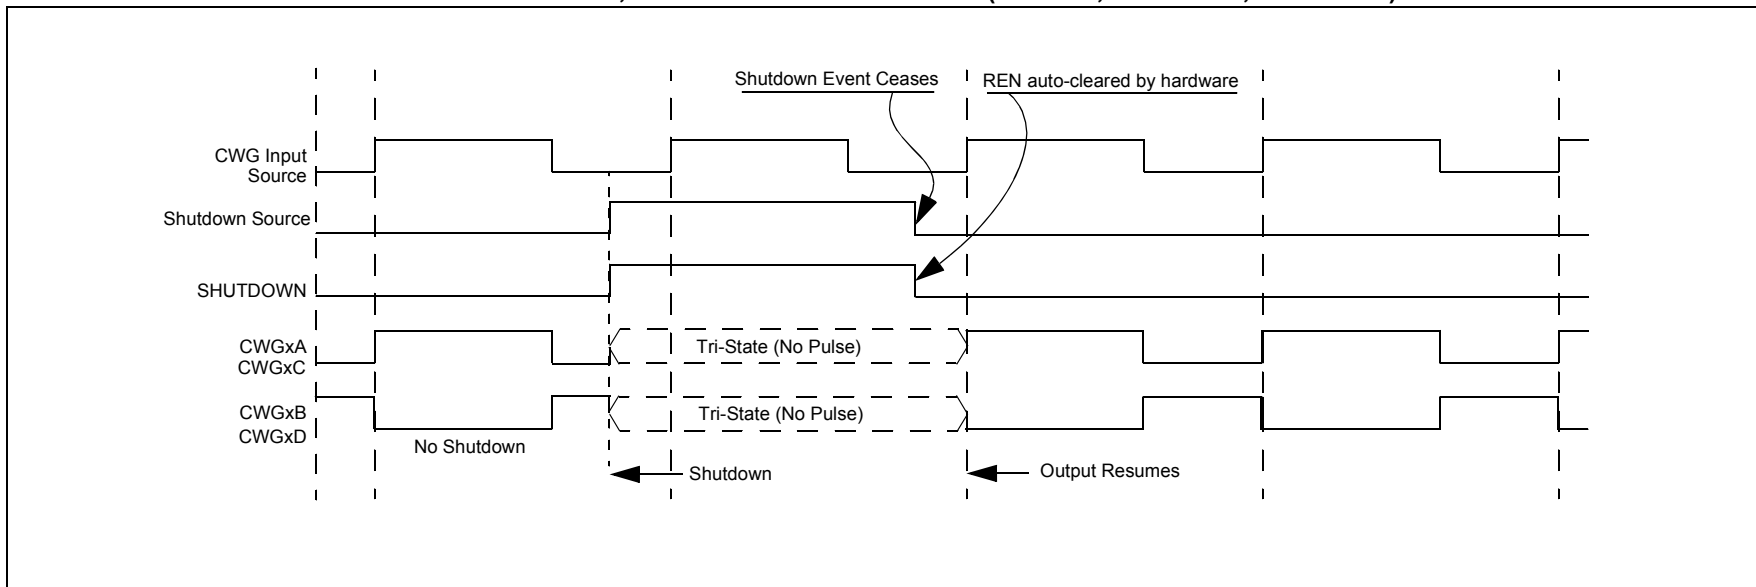 Shutdown Event Ceases
REN auto-cleared by hardware
CWG Input
Source
Shutdown Source
SHUTDOWN
CWGxA
CWGxC
Tri-State (No Pulse)
CWGxB
CWGxD
Tri-State (No Pulse)
No Shutdown
Shutdown
Output Resumes